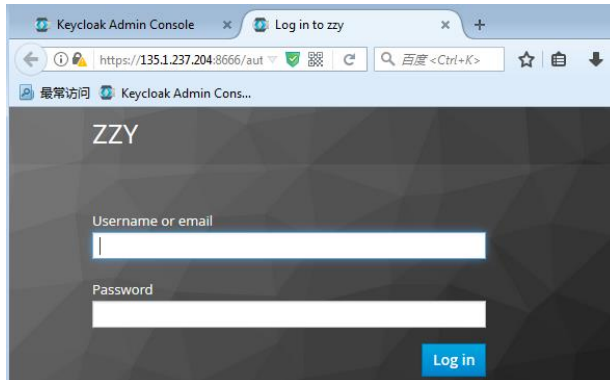 Keycloak Admin Console × Log in to zzy × +
https://135.1.237.204:8666/aut 百度 <Ctrl+K>
最常访问 Keycloak Admin Cons...
ZZY
Username or email
Password
Log in